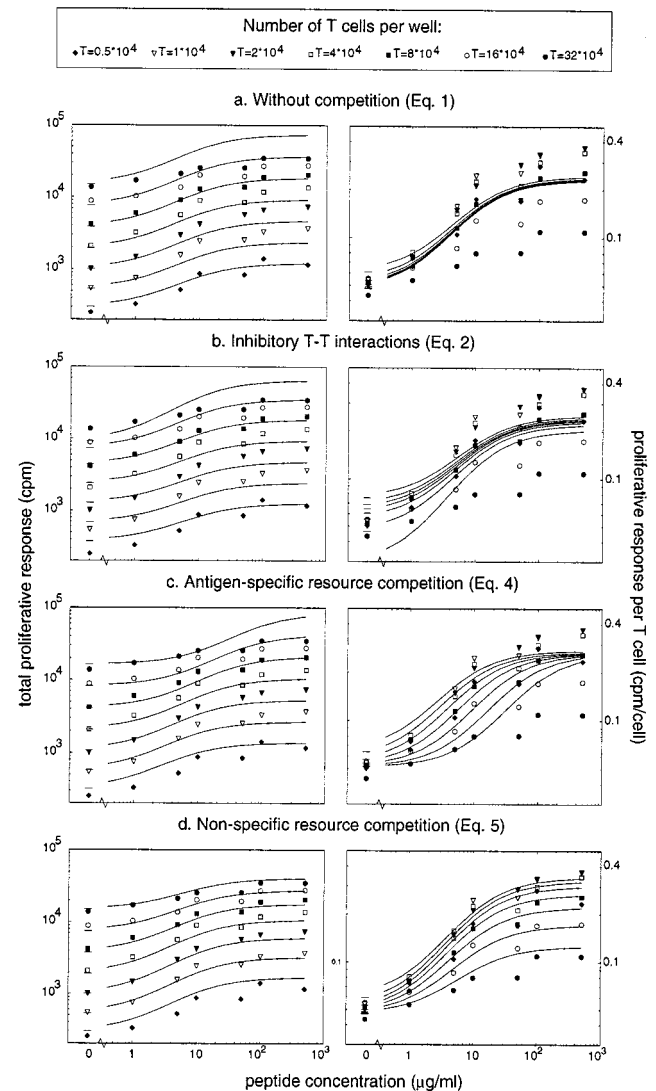 Number of T cells per well:
T=0.5*10⁴ T=1*10⁴ T=2*10⁴ T=4*10⁴ T=8*10⁴ T=16*10⁴ T=32*10⁴
a. Without competition (Eq. 1)
10⁵
10⁴
10³
0.4
0.1
b. Inhibitory T-T interactions (Eq. 2)
10⁵
10⁴
10³
0.4
0.1
c. Antigen-specific resource competition (Eq. 4)
10⁵
10⁴
10³
0.4
0.1
d. Non-specific resource competition (Eq. 5)
10⁵
10⁴
10³
0.1
0.4
0.1
0 1 10 10² 10³ 0 1 10 10² 10³
total proliferative response (cpm)
proliferative response per T cell (cpm/cell)
peptide concentration (μg/ml)